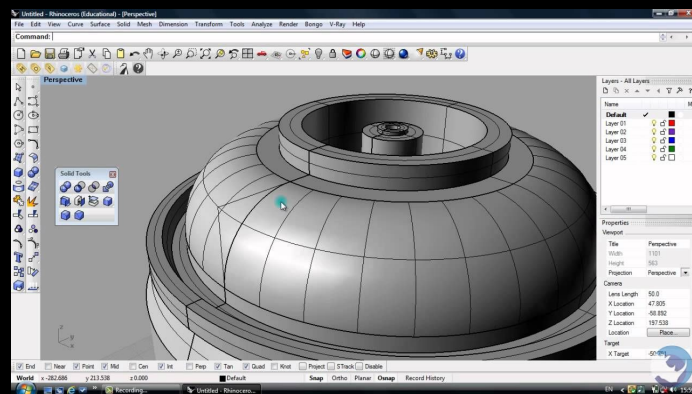 Untitled - Rhinoceros (Educational) - [Perspective]
File Edit View Curve Surface Solid Mesh Dimension Transform Tools Analyze Render Bongo V-Ray Help
Command:
Perspective
Solid Tools
Layers - All Layers
Name
Default
Layer 01
Layer 02
Layer 03
Layer 04
Layer 05
Properties
Viewport
Title Perspective
Width 1101
Height 563
Projection Perspective
Camera
Lens Length 50.0
X Location 47.805
Y Location -58.892
Z Location 197.538
Location Place...
Target
X Target
z
y
End Near Point Mid Cen Int Perp Tan Quad Knot Project STrack Disable
World x -282.686 y 213.538 z 0.000 Default Snap Ortho Planar Osnap Record History
Recording... Untitled - Rhinocero... EN